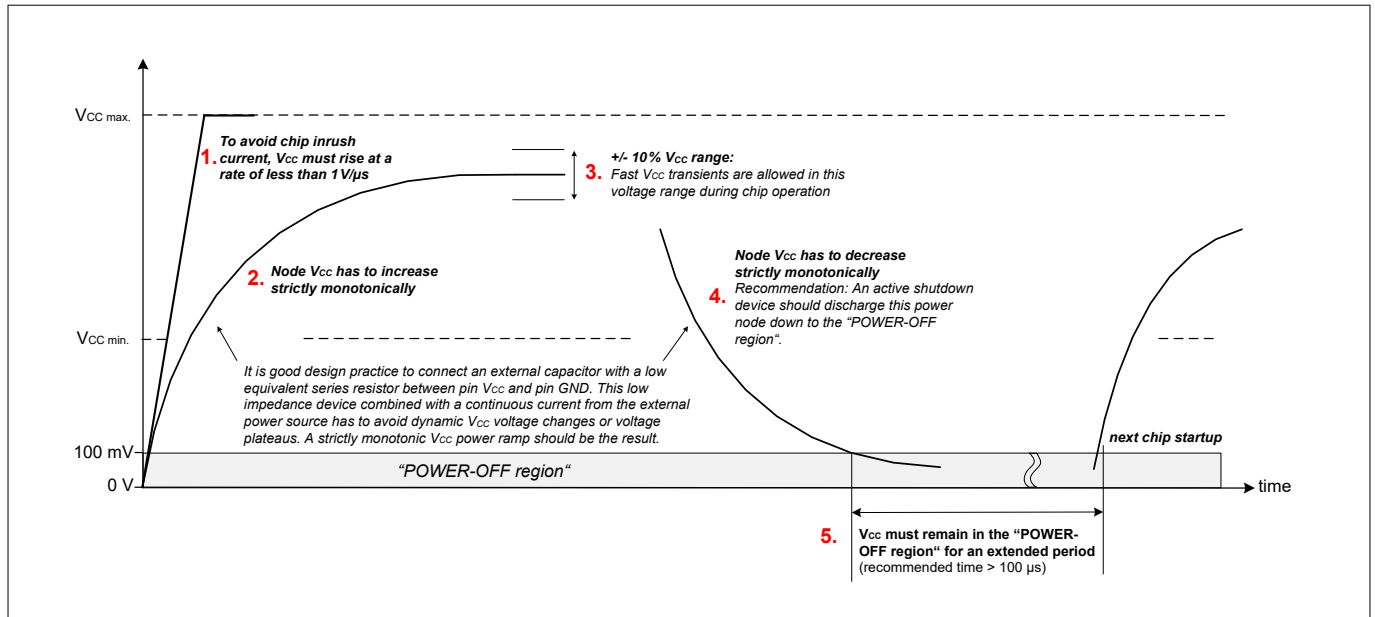 VCC max.
1. To avoid chip inrush
current, VCC must rise at a
rate of less than 1V/µs
+/- 10% VCC range:
3. Fast VCC transients are allowed in this
voltage range during chip operation
2. Node VCC has to increase
strictly monotonically
Node VCC has to decrease
strictly monotonically
4. Recommendation: An active shutdown
device should discharge this power
node down to the “POWER-OFF
region“.
VCC min.
It is good design practice to connect an external capacitor with a low
equivalent series resistor between pin VCC and pin GND. This low
impedance device combined with a continuous current from the external
power source has to avoid dynamic VCC voltage changes or voltage
plateaus. A strictly monotonic VCC power ramp should be the result.
next chip startup
100 mV
“POWER-OFF region“
0 V
time
5. VCC must remain in the “POWER-
OFF region“ for an extended period
(recommended time > 100 µs)